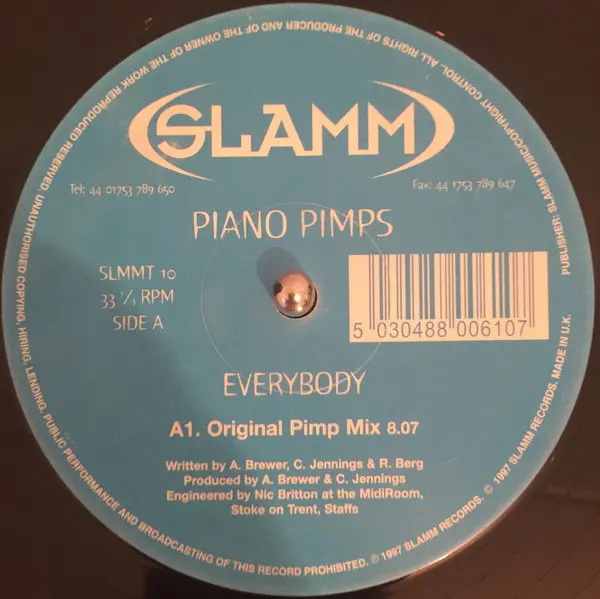 SLAMM
Tel: 44 01753 789 650
Fax: 44 1753 789 647
PIANO PIMPS
SLMMT 10
33 1/3 RPM
SIDE A
5 030488 006107
EVERYBODY
A1. Original Pimp Mix 8.07
Written by A. Brewer, C. Jennings & R. Berg
Produced by A. Brewer & C. Jennings
Engineered by Nic Britton at the MidiRoom,
Stoke on Trent, Staffs
PUBLISHER: SLAMM MUSIC/COPYRIGHT CONTROL. ALL RIGHTS OF THE PRODUCER AND OF THE OWNER OF THE WORK REPRODUCED RESERVED. UNAUTHORISED COPYING, HIRING, LENDING, PUBLIC PERFORMANCE AND BROADCASTING OF THIS RECORD PROHIBITED. ℗ 1997 SLAMM RECORDS. © 1997 SLAMM RECORDS. MADE IN U.K.